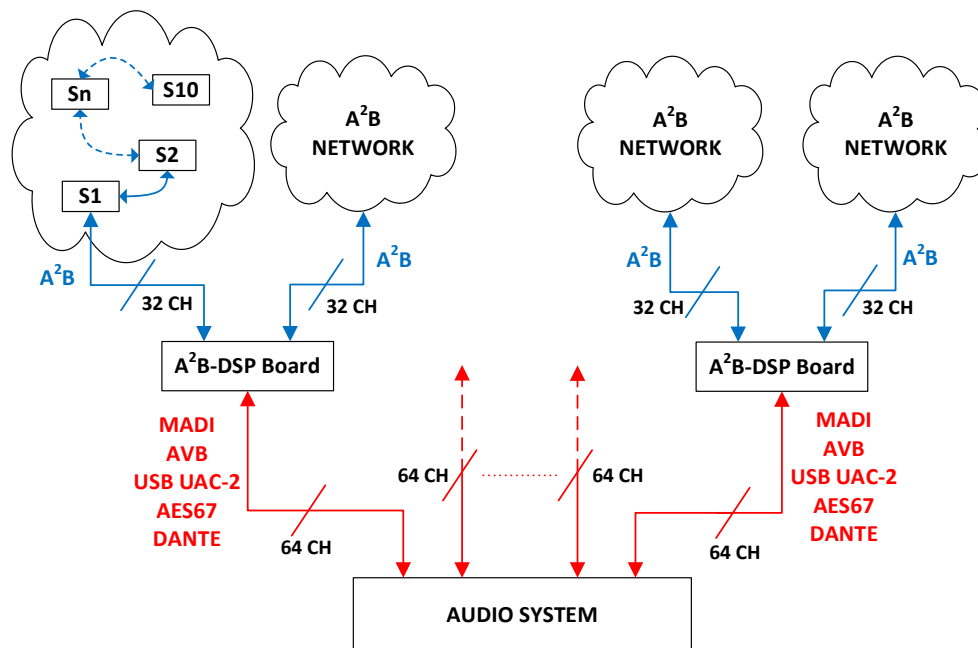 Sn
S10
S2
S1
A²B
NETWORK
A²B
NETWORK
A²B
NETWORK
A²B
32 CH
A²B
32 CH
A²B
32 CH
A²B
32 CH
A²B-DSP Board
A²B-DSP Board
MADI
AVB
USB UAC-2
AES67
DANTE
64 CH
64 CH
64 CH
MADI
AVB
USB UAC-2
AES67
DANTE
64 CH
AUDIO SYSTEM